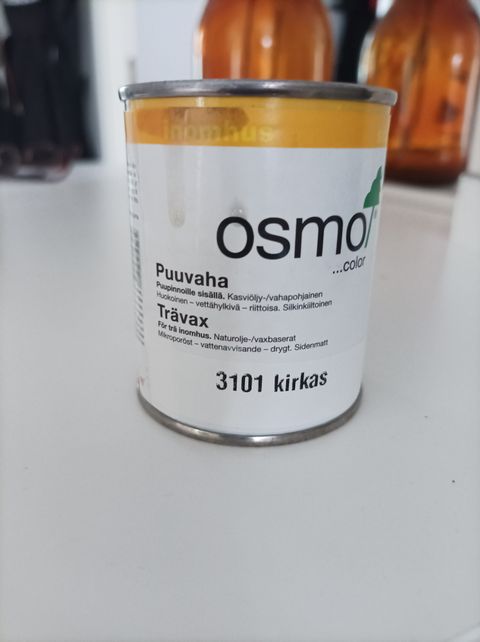 inomhus
osmo
...color
Puuvaha
Puupinnoille sisällä. Kasviöljy-/vahapohjainen
Huokoinen – vettähylkivä – riittoisa. Silkinkiiltoinen
Trävax
För trä inomhus. Naturolje-/vaxbaserat
Mikroporöst – vattenavvisande – drygt. Sidenmatt
3101 kirkas